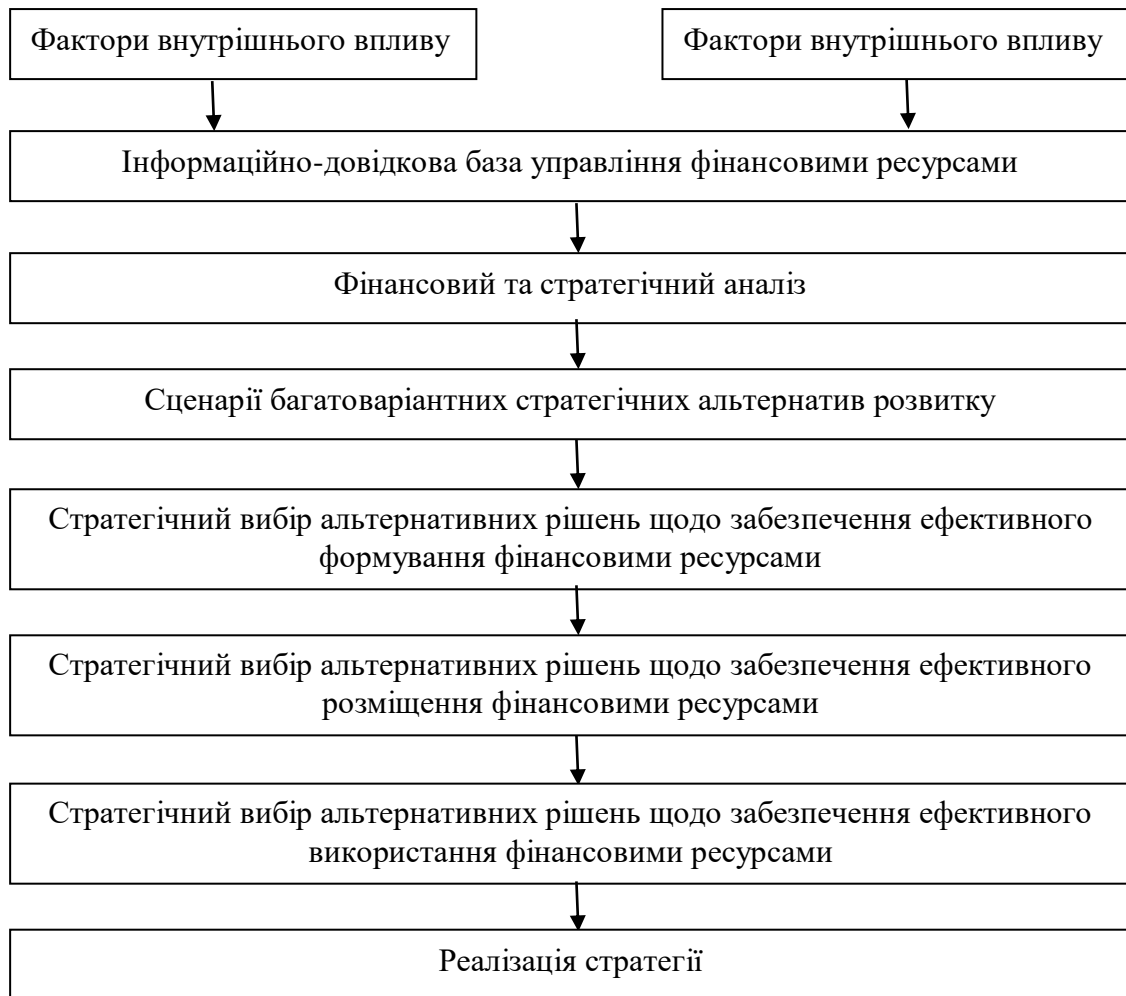 Фактори внутрішнього впливу
Фактори внутрішнього впливу
Інформаційно-довідкова база управління фінансовими ресурсами
Фінансовий та стратегічний аналіз
Сценарії багатоваріантних стратегічних альтернатив розвитку
Стратегічний вибір альтернативних рішень щодо забезпечення ефективного
формування фінансовими ресурсами
Стратегічний вибір альтернативних рішень щодо забезпечення ефективного
розміщення фінансовими ресурсами
Стратегічний вибір альтернативних рішень щодо забезпечення ефективного
використання фінансовими ресурсами
Реалізація стратегії